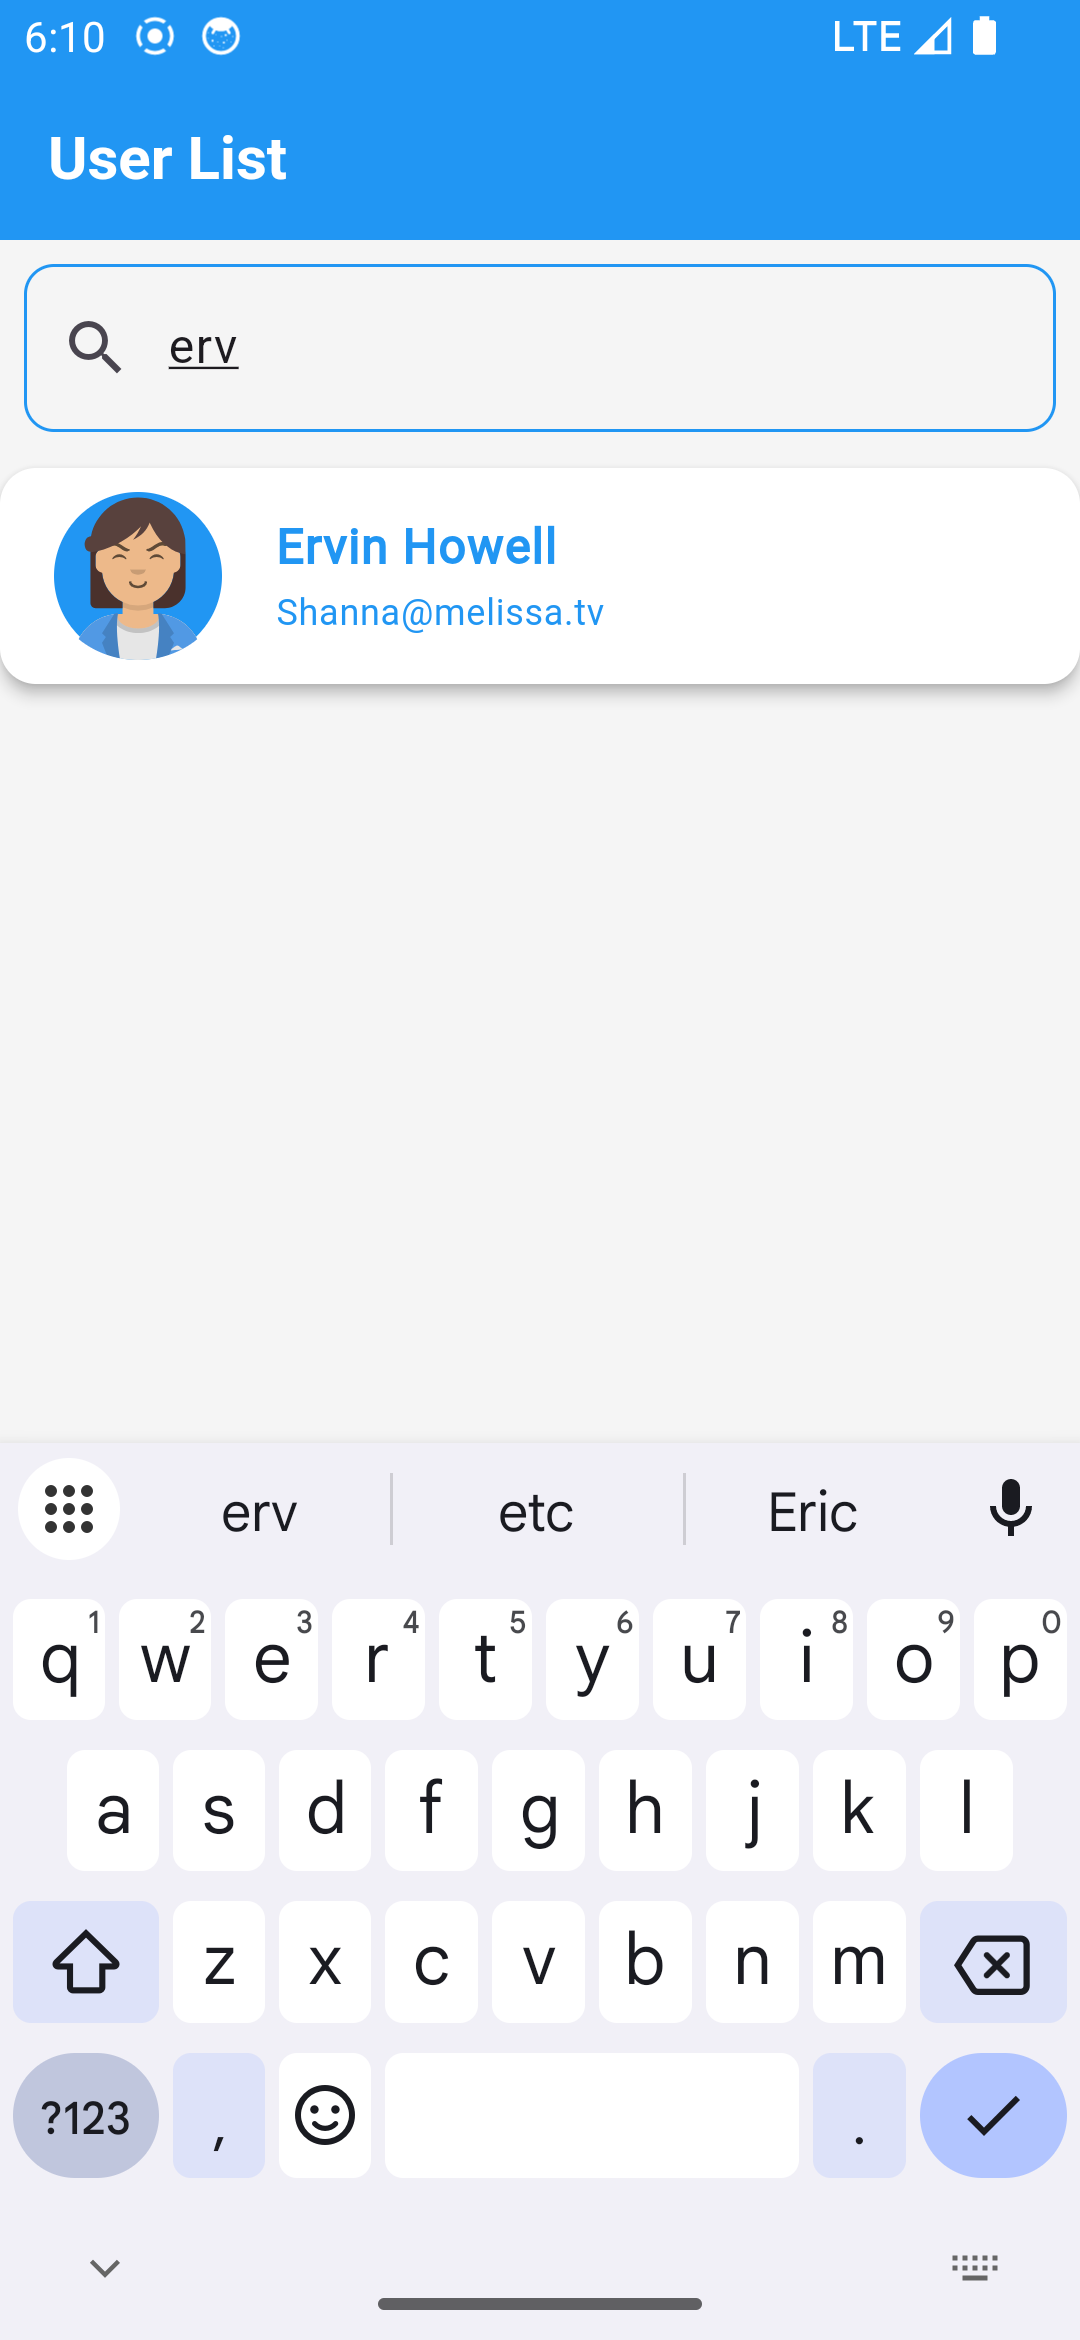 6:10 LTE
User List
erv
Ervin Howell
Shanna@melissa.tv
erv etc Eric
q1 w2 e3 r4 t5 y6 u7 i8 o9 p0
a s d f g h j k l
z x c v b n m
?123 , .